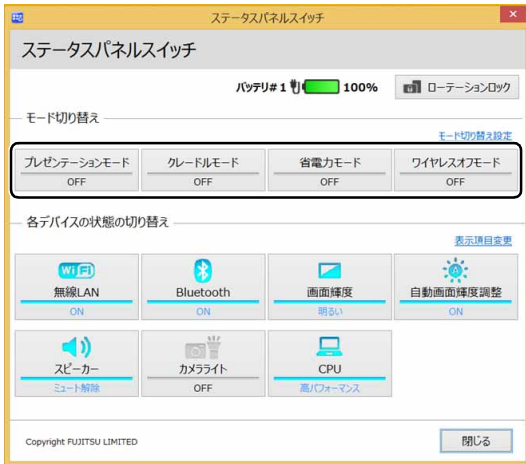 ステータスパネルスイッチ
ステータスパネルスイッチ
バッテリ#1 100% ローテーションロック
モード切り替え
モード切り替え設定
プレゼンテーションモード クレードルモード 省電力モード ワイヤレスオフモード
OFF OFF OFF OFF
各デバイスの状態の切り替え
表示項目変更
Wi Fi
無線LAN Bluetooth 画面輝度 自動画面輝度調整
ON ON 明るい ON
スピーカー カメラライト CPU
ミュート解除 OFF 高パフォーマンス
Copyright FUJITSU LIMITED 閉じる